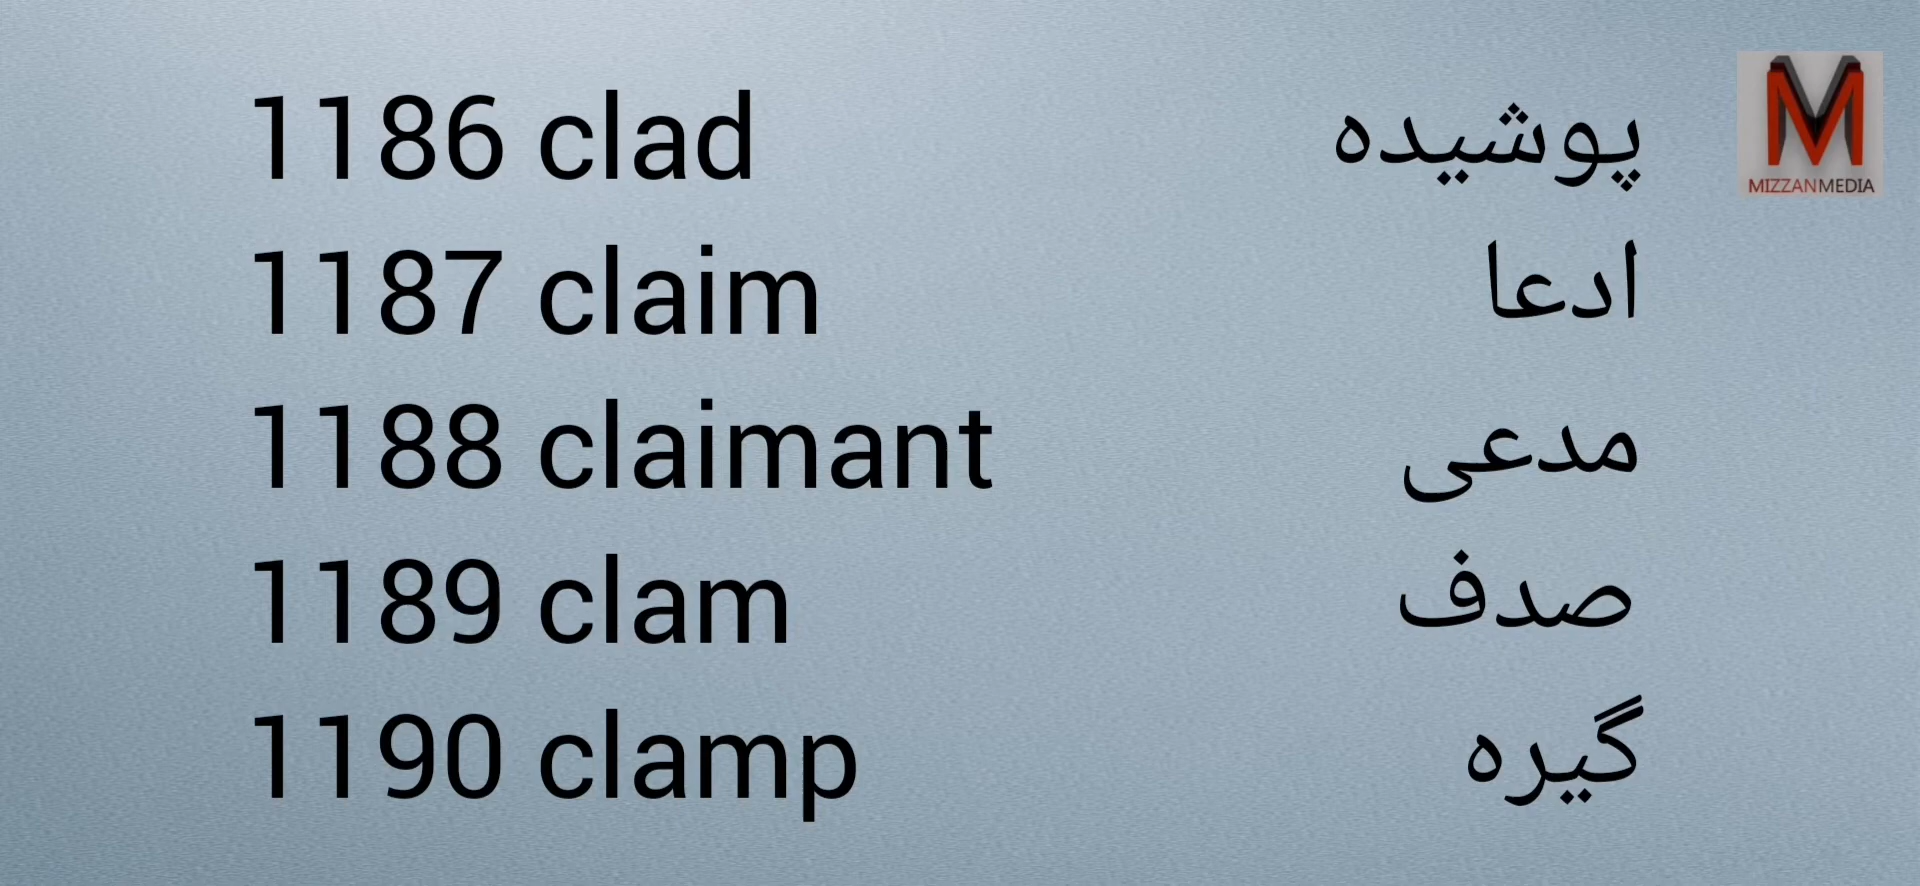 1186 clad پوشیده
1187 claim ادعا
1188 claimant مدعی
1189 clam صدف
1190 clamp گیره
MIZZANMEDIA